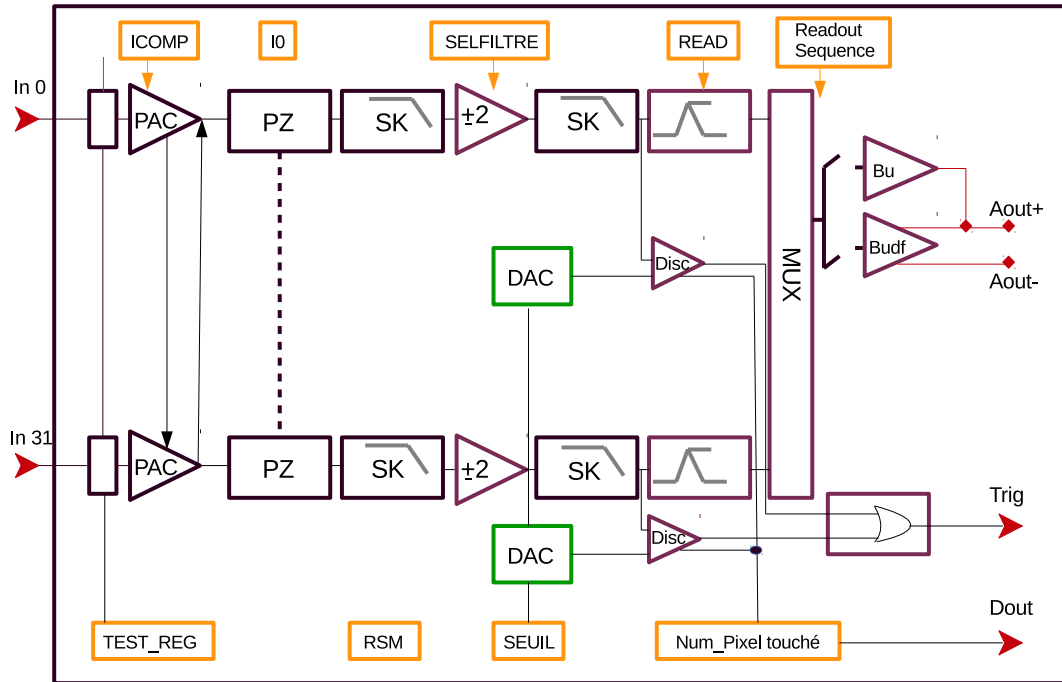 ICOMP
I0
SELFILTRE
READ
Readout
Sequence
In 0
PAC
PZ
SK
±2
SK
MUX
Bu
Budf
Aout+
Aout-
Disc
DAC
In 31
PAC
PZ
SK
±2
SK
Disc
DAC
Trig
Dout
TEST_REG
RSM
SEUIL
Num_Pixel touché